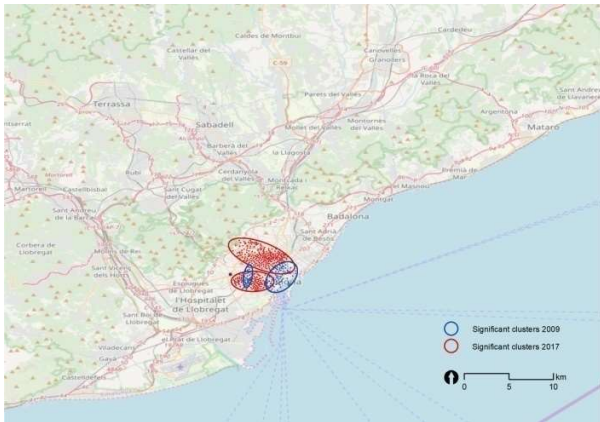 Caldes de Montbui
Cardedeu
Castellar del
Vallès
Canovelles
Granollers
C-58
la Roca del
Vallès
Terrassa
Parets del Vallès
Argentona
Sabadell
Mollet del Vallès
Montornès
del Vallès
Mataró
Barberà del
Vallès
la Llagosta
Rubí
Cerdanyola
del Vallès
Montcada i
Reixac
Premià de
Mar
Martorell
Castellbisbal
Sant Cugat
del Vallès
el Masnou
Montgat
Sant Andreu
de la Barca
Badalona
Sant Adrià
de Besòs
Corbera de
Llobregat
Molins de Rei
Sant Vicenç
dels Horts
Esplugues
de Llobregat
l'Hospitalet
de Llobregat
Sant Boi de
Llobregat
el Prat de Llobregat
Viladecans
Gavà
Castelldefels
Significant clusters 2009
Significant clusters 2017
km
0 5 10